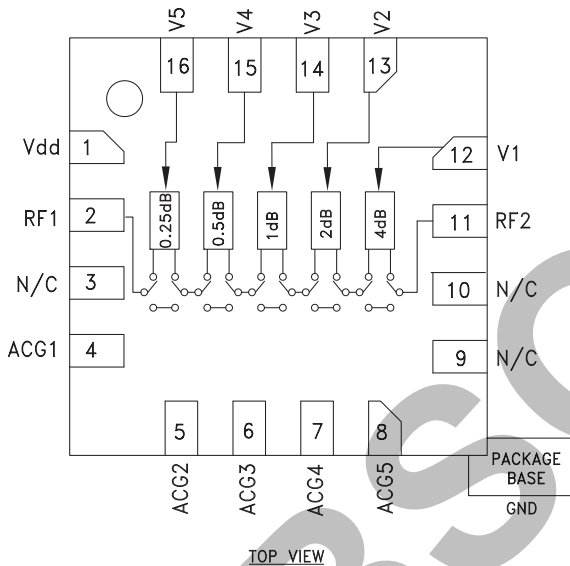 V5 V4 V3 V2
16 15 14 13
Vdd 1
12 V1
0.25dB 0.5dB 1dB 2dB 4dB
RF1 2
11 RF2
N/C 3
10 N/C
ACG1 4
9 N/C
5 6 7 8
ACG2 ACG3 ACG4 ACG5
PACKAGE
BASE
GND
TOP VIEW